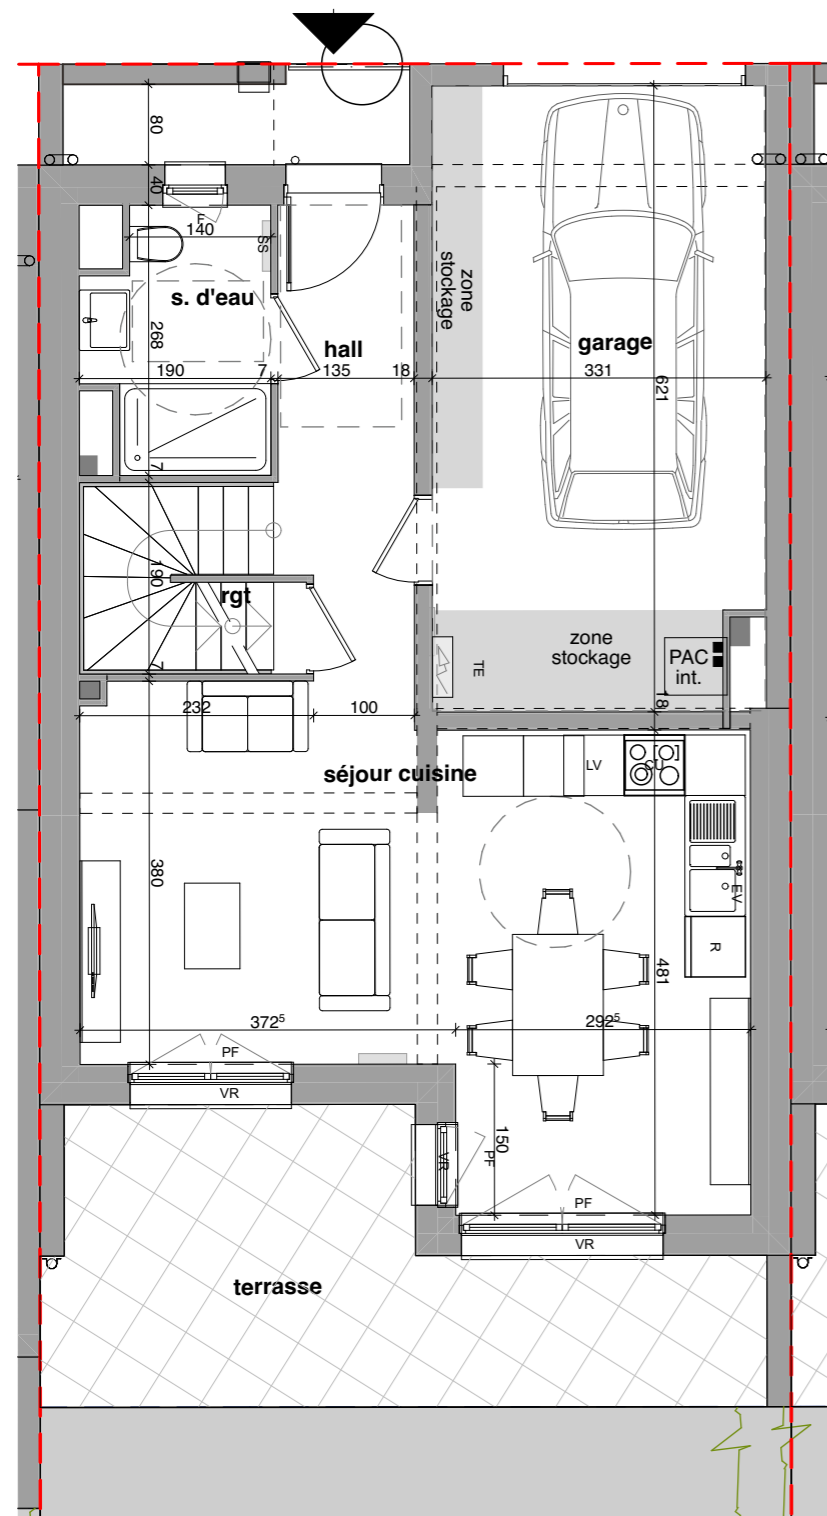 80
40
F
140
SS
s. d'eau
268
hall
zone
stockage
garage
190
7
135
18
331
621
7
190
rgt
7
zone
stockage
TE
PAC
int.
18
232
100
séjour cuisine
LV
CU
380
EV
R
481
372⁵
292⁵
PF
VR
150
VR
PF
PF
VR
terrasse